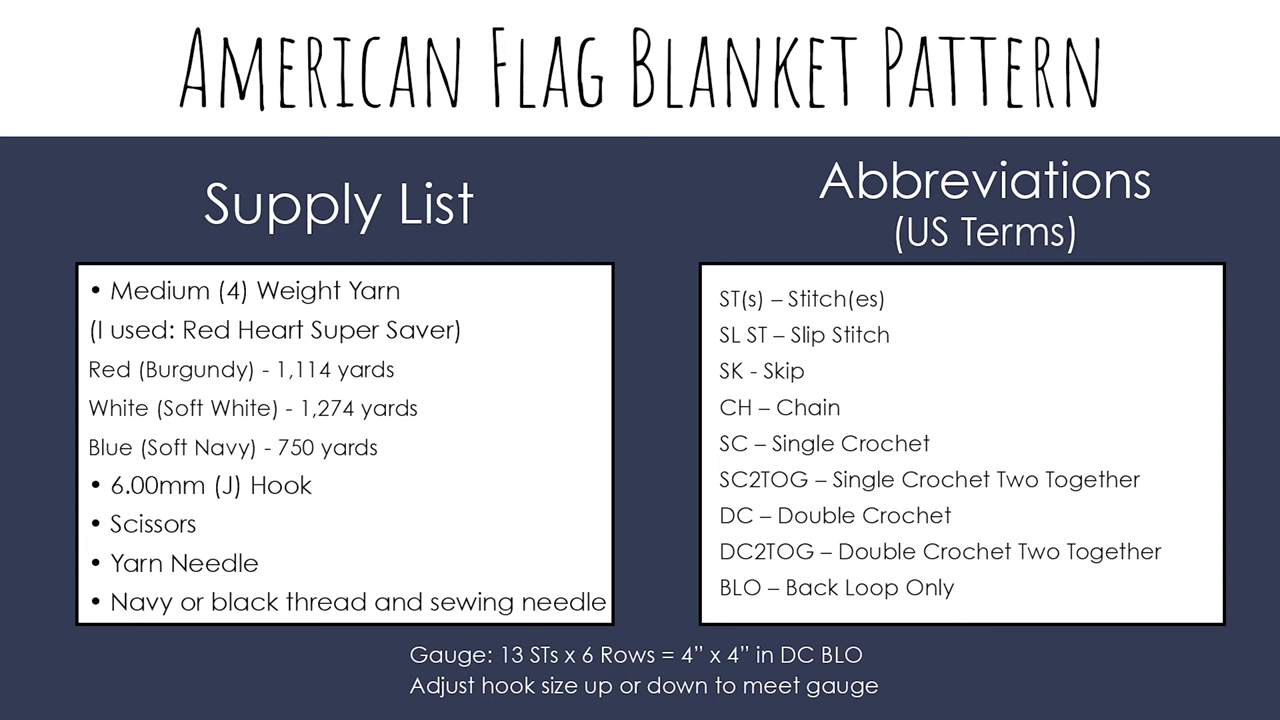 AMERICAN FLAG BLANKET PATTERN
Supply List
• Medium (4) Weight Yarn
(I used: Red Heart Super Saver)
Red (Burgundy) - 1,114 yards
White (Soft White) - 1,274 yards
Blue (Soft Navy) - 750 yards
• 6.00mm (J) Hook
• Scissors
• Yarn Needle
• Navy or black thread and sewing needle
Abbreviations
(US Terms)
ST(s) – Stitch(es)
SL ST – Slip Stitch
SK - Skip
CH – Chain
SC – Single Crochet
SC2TOG – Single Crochet Two Together
DC – Double Crochet
DC2TOG – Double Crochet Two Together
BLO – Back Loop Only
Gauge: 13 STs x 6 Rows = 4” x 4” in DC BLO
Adjust hook size up or down to meet gauge